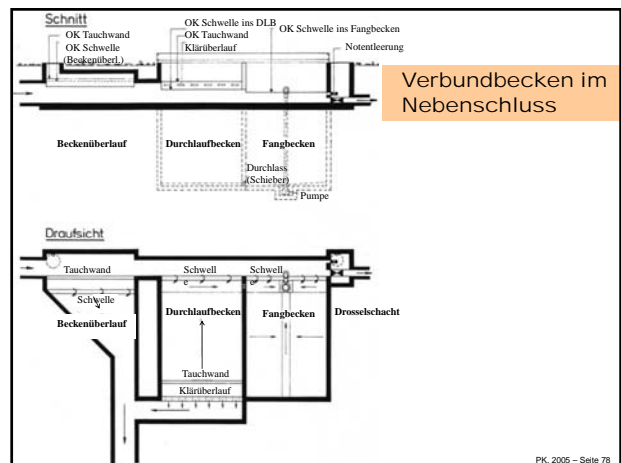 Schnitt
OK Tauchwand
OK Schwelle
(Beckenüberl.)
OK Schwelle ins DLB
OK Tauchwand
Klärüberlauf
OK Schwelle ins Fangbecken
Notentleerung
Verbundbecken im
Nebenschluss
Beckenüberlauf
Durchlaufbecken
Fangbecken
Durchlass
(Schieber)
Pumpe
Draufsicht
Tauchwand
Schwell
e
Schwell
e
Schwelle
Beckenüberlauf
Durchlaufbecken
Fangbecken
Drosselschacht
Tauchwand
Klärüberlauf
PK, 2005 – Seite 78